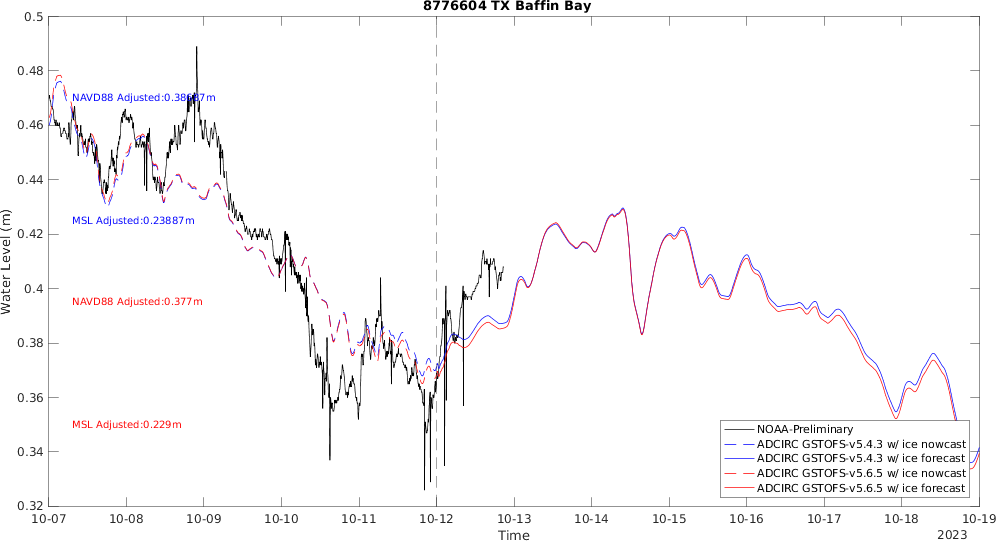 8776604 TX Baffin Bay
Water Level (m)
0.5
0.48
0.46
0.44
0.42
0.4
0.38
0.36
0.34
0.32
MSL Adjusted:0.23887m
NAVD88 Adjusted:0.377m
MSL Adjusted:0.229m
NOAA-Preliminary
ADCIRC GSTOFS-v5.4.3 w/ ice nowcast
ADCIRC GSTOFS-v5.4.3 w/ ice forecast
ADCIRC GSTOFS-v5.6.5 w/ ice nowcast
ADCIRC GSTOFS-v5.6.5 w/ ice forecast
10-07 10-08 10-09 10-10 10-11 10-12 10-13 10-14 10-15 10-16 10-17 10-18 10-19
Time
2023
NAVD88